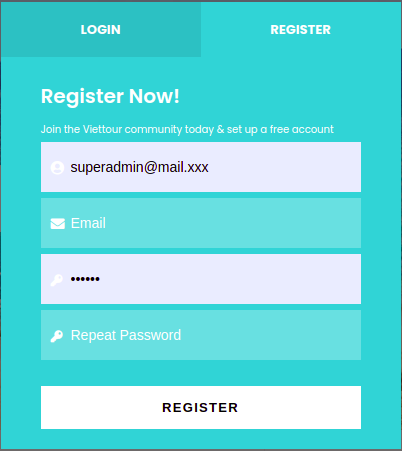 LOGIN
REGISTER
Register Now!
Join the Viettour community today & set up a free account
superadmin@mail.xxx
Email
••••••
Repeat Password
REGISTER